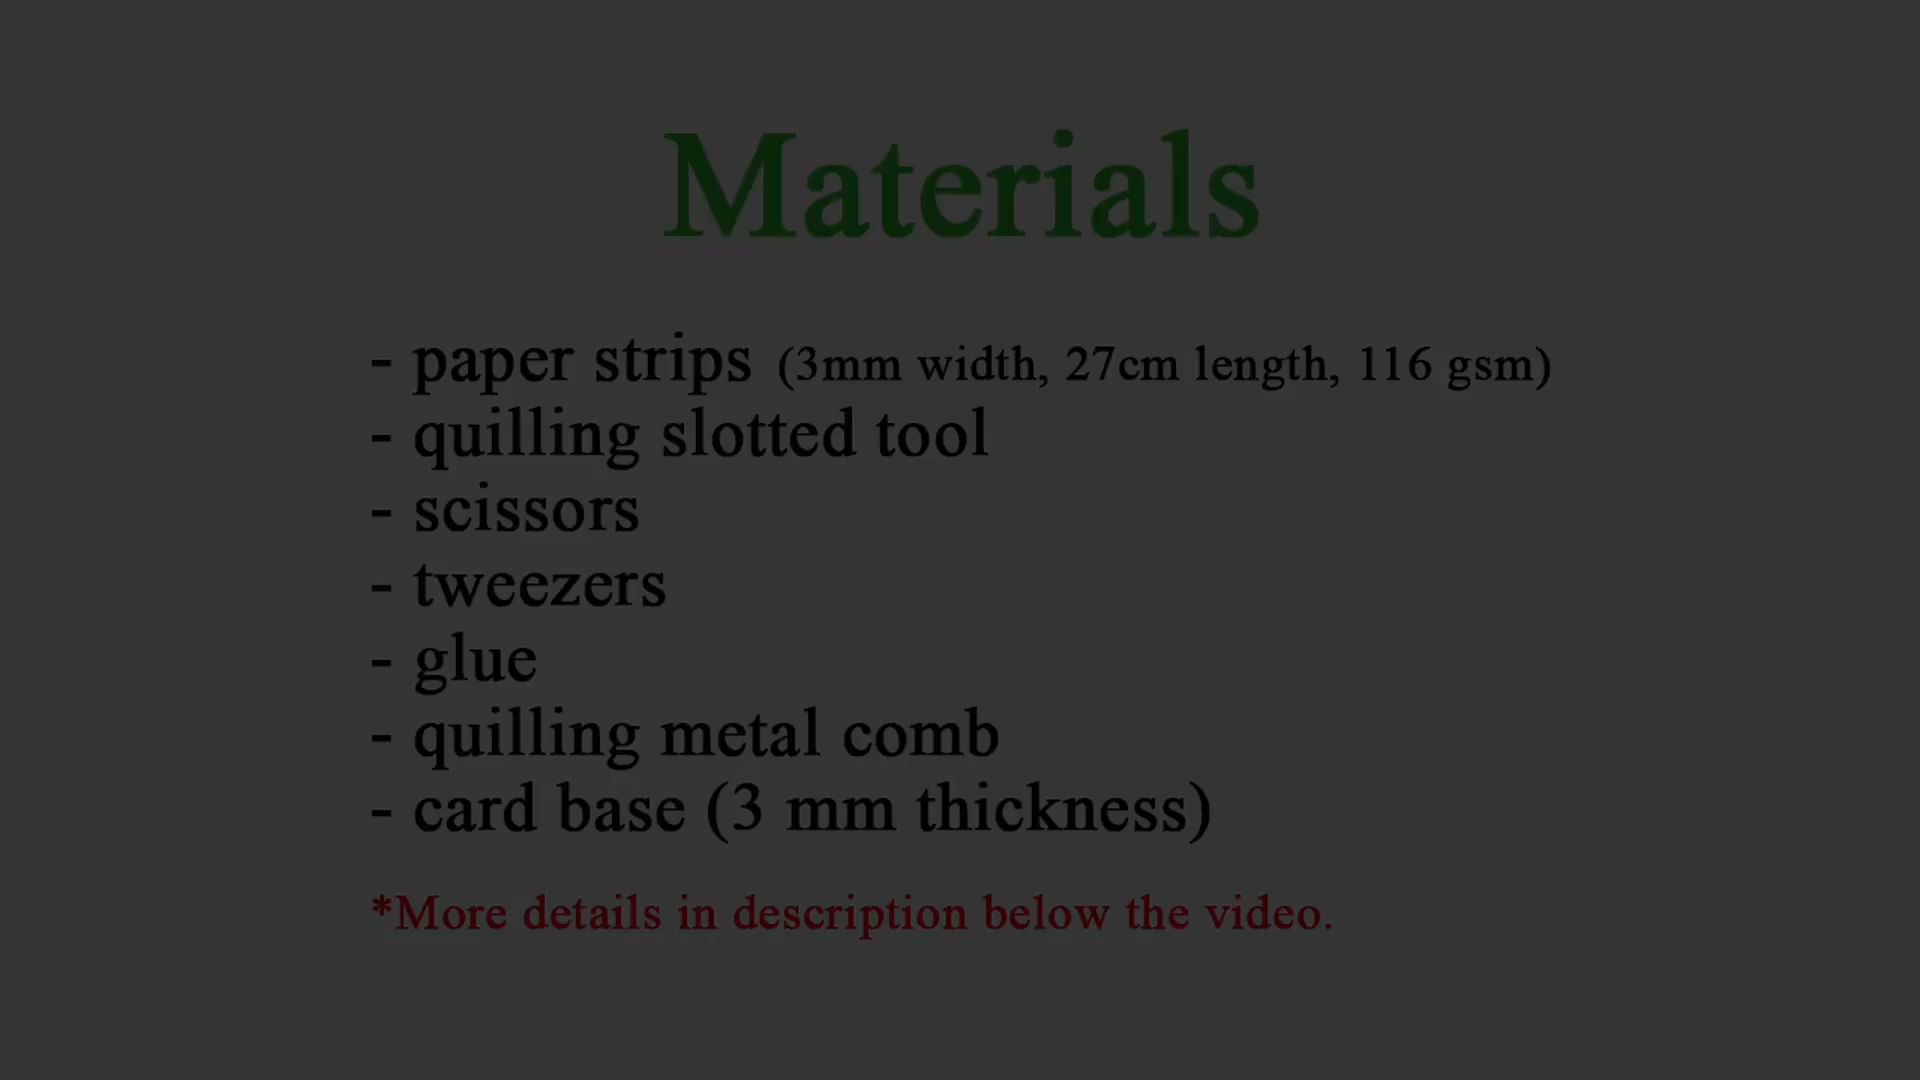 Materials
- paper strips (3mm width, 27cm length, 116 gsm)
- quilling slotted tool
- scissors
- tweezers
- glue
- quilling metal comb
- card base (3 mm thickness)
*More details in description below the video.